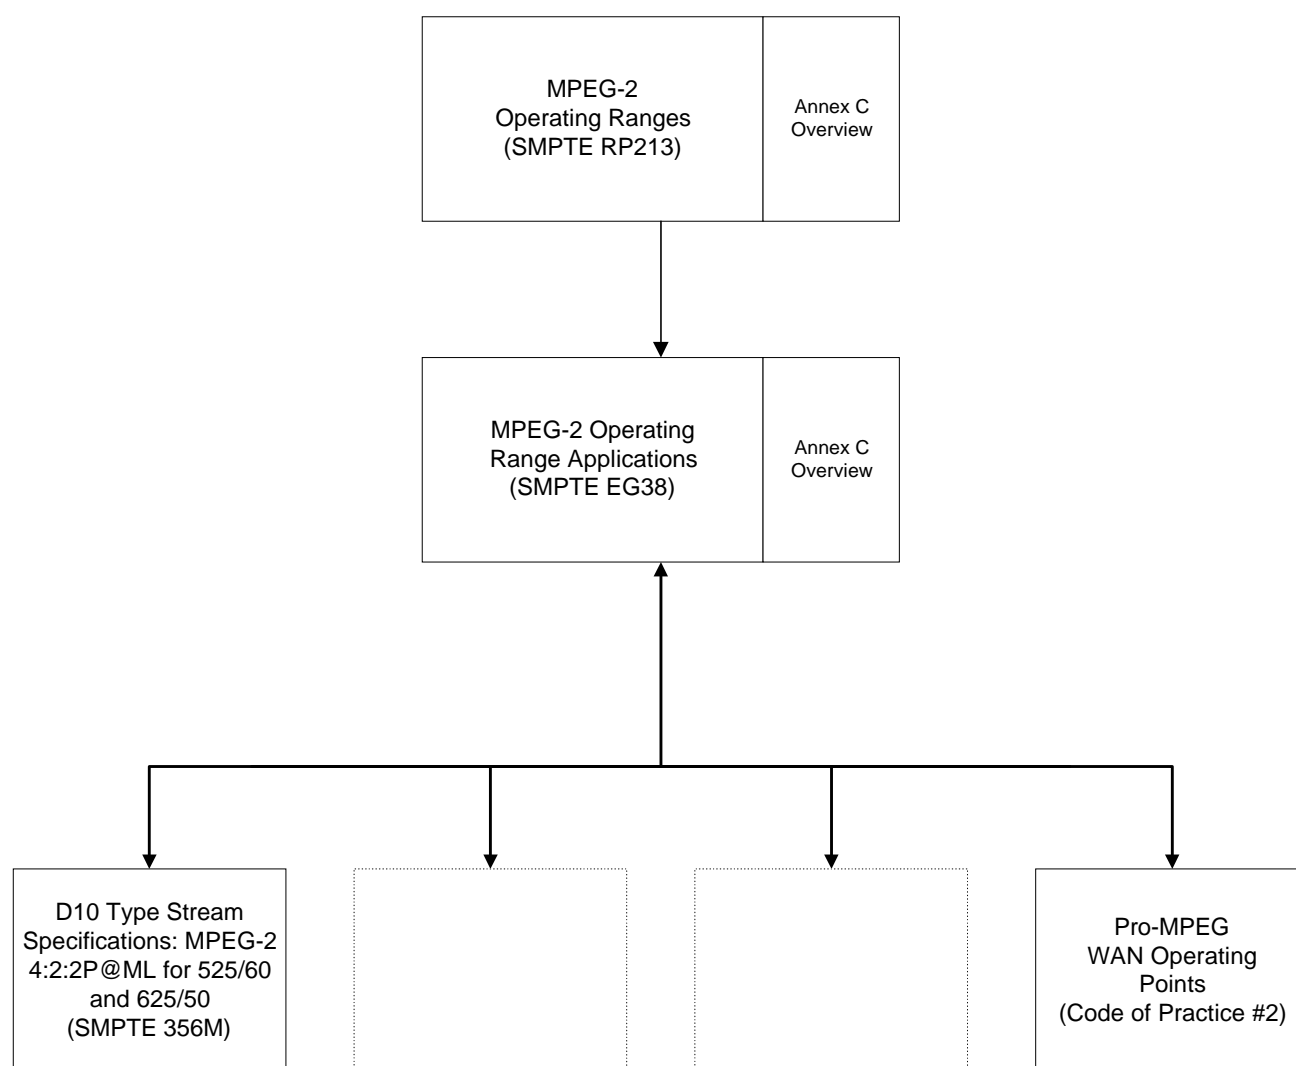 MPEG-2
Operating Ranges
(SMPTE RP213)
Annex C
Overview
MPEG-2 Operating
Range Applications
(SMPTE EG38)
Annex C
Overview
D10 Type Stream
Specifications: MPEG-2
4:2:2P@ML for 525/60
and 625/50
(SMPTE 356M)
Pro-MPEG
WAN Operating
Points
(Code of Practice #2)